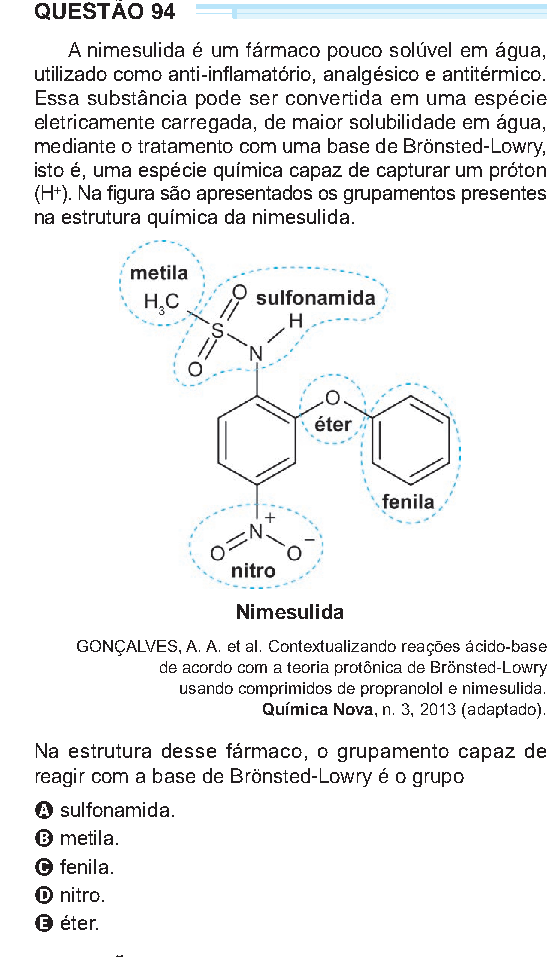 QUESTÃO 94
A nimesulida é um fármaco pouco solúvel em água,
utilizado como anti-inflamatório, analgésico e antitérmico.
Essa substância pode ser convertida em uma espécie
eletricamente carregada, de maior solubilidade em água,
mediante o tratamento com uma base de Brönsted-Lowry,
isto é, uma espécie química capaz de capturar um próton
(H⁺). Na figura são apresentados os grupamentos presentes
na estrutura química da nimesulida.
metila
H₃C
O
sulfonamida
S
H
O
N
O
éter
fenila
N⁺
O
O⁻
nitro
Nimesulida
GONÇALVES, A. A. et al. Contextualizando reações ácido-base
de acordo com a teoria protônica de Brönsted-Lowry
usando comprimidos de propranolol e nimesulida.
Química Nova, n. 3, 2013 (adaptado).
Na estrutura desse fármaco, o grupamento capaz de
reagir com a base de Brönsted-Lowry é o grupo
A sulfonamida.
B metila.
C fenila.
D nitro.
E éter.